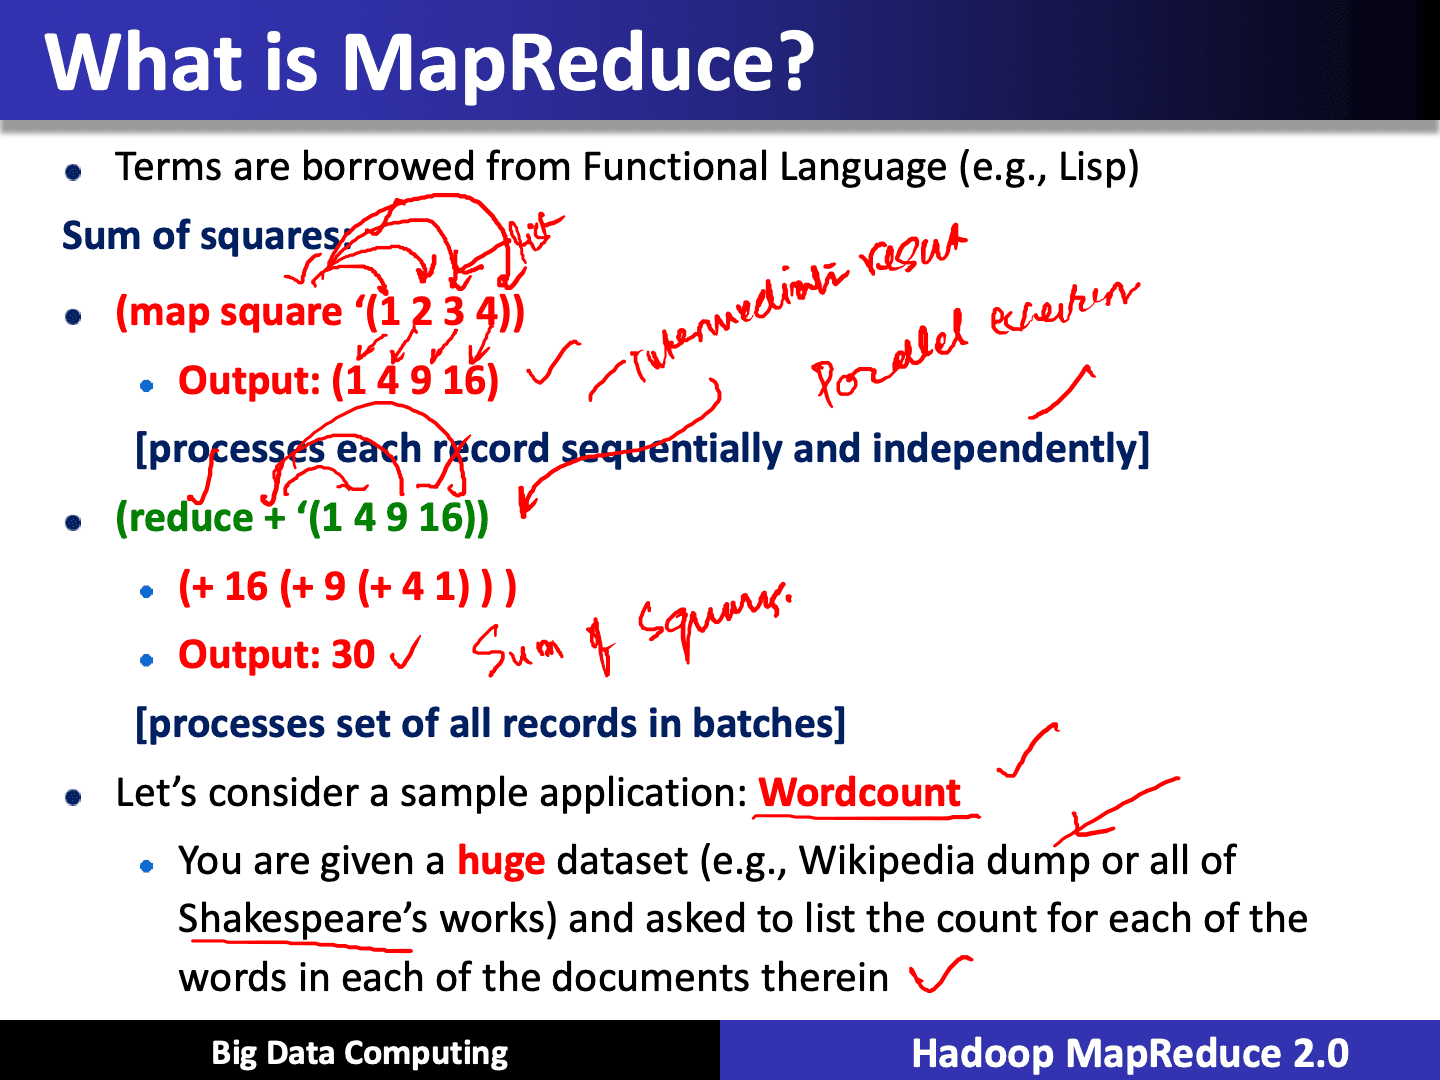 What is MapReduce?
Terms are borrowed from Functional Language (e.g., Lisp)
Sum of squares:
list
(map square ‘(1 2 3 4))
Intermediate result
Parallel execution
Output: (1 4 9 16)
[processes each record sequentially and independently]
(reduce + ‘(1 4 9 16))
(+ 16 (+ 9 (+ 4 1) ) )
Output: 30
Sum of squares.
[processes set of all records in batches]
Let’s consider a sample application: Wordcount
You are given a huge dataset (e.g., Wikipedia dump or all of
Shakespeare’s works) and asked to list the count for each of the
words in each of the documents therein
Big Data Computing
Hadoop MapReduce 2.0